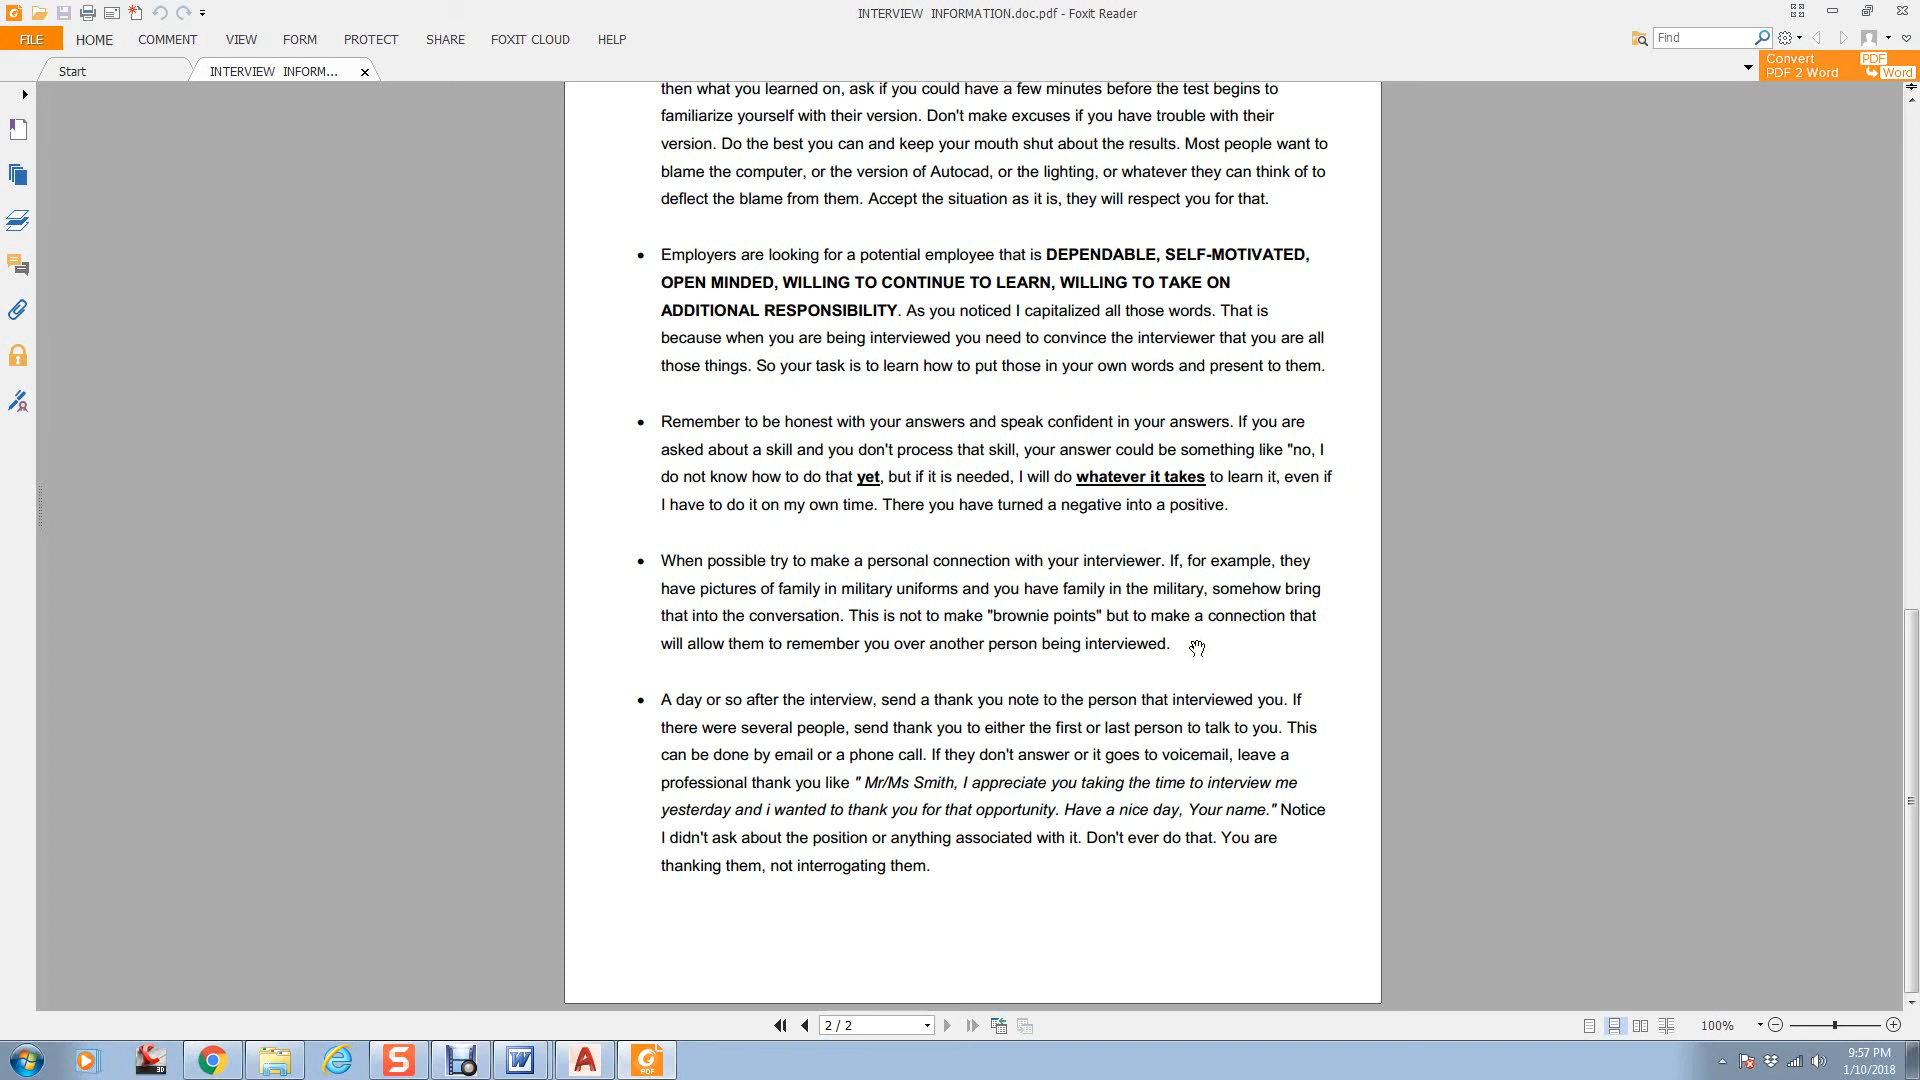 INTERVIEW INFORMATION.doc.pdf - Foxit Reader
FILE HOME COMMENT VIEW FORM PROTECT SHARE FOXIT CLOUD HELP
Find
Start
INTERVIEW INFORM...
Convert
PDF 2 Word
PDF
Word
then what you learned on, ask if you could have a few minutes before the test begins to
familiarize yourself with their version. Don't make excuses if you have trouble with their
version. Do the best you can and keep your mouth shut about the results. Most people want to
blame the computer, or the version of Autocad, or the lighting, or whatever they can think of to
deflect the blame from them. Accept the situation as it is, they will respect you for that.
• Employers are looking for a potential employee that is DEPENDABLE, SELF-MOTIVATED,
OPEN MINDED, WILLING TO CONTINUE TO LEARN, WILLING TO TAKE ON
ADDITIONAL RESPONSIBILITY. As you noticed I capitalized all those words. That is
because when you are being interviewed you need to convince the interviewer that you are all
those things. So your task is to learn how to put those in your own words and present to them.
• Remember to be honest with your answers and speak confident in your answers. If you are
asked about a skill and you don't process that skill, your answer could be something like "no, I
do not know how to do that yet, but if it is needed, I will do whatever it takes to learn it, even if
I have to do it on my own time. There you have turned a negative into a positive.
• When possible try to make a personal connection with your interviewer. If, for example, they
have pictures of family in military uniforms and you have family in the military, somehow bring
that into the conversation. This is not to make "brownie points" but to make a connection that
will allow them to remember you over another person being interviewed.
• A day or so after the interview, send a thank you note to the person that interviewed you. If
there were several people, send thank you to either the first or last person to talk to you. This
can be done by email or a phone call. If they don't answer or it goes to voicemail, leave a
professional thank you like " Mr/Ms Smith, I appreciate you taking the time to interview me
yesterday and i wanted to thank you for that opportunity. Have a nice day, Your name." Notice
I didn't ask about the position or anything associated with it. Don't ever do that. You are
thanking them, not interrogating them.
2 / 2
100%
9:57 PM
1/10/2018